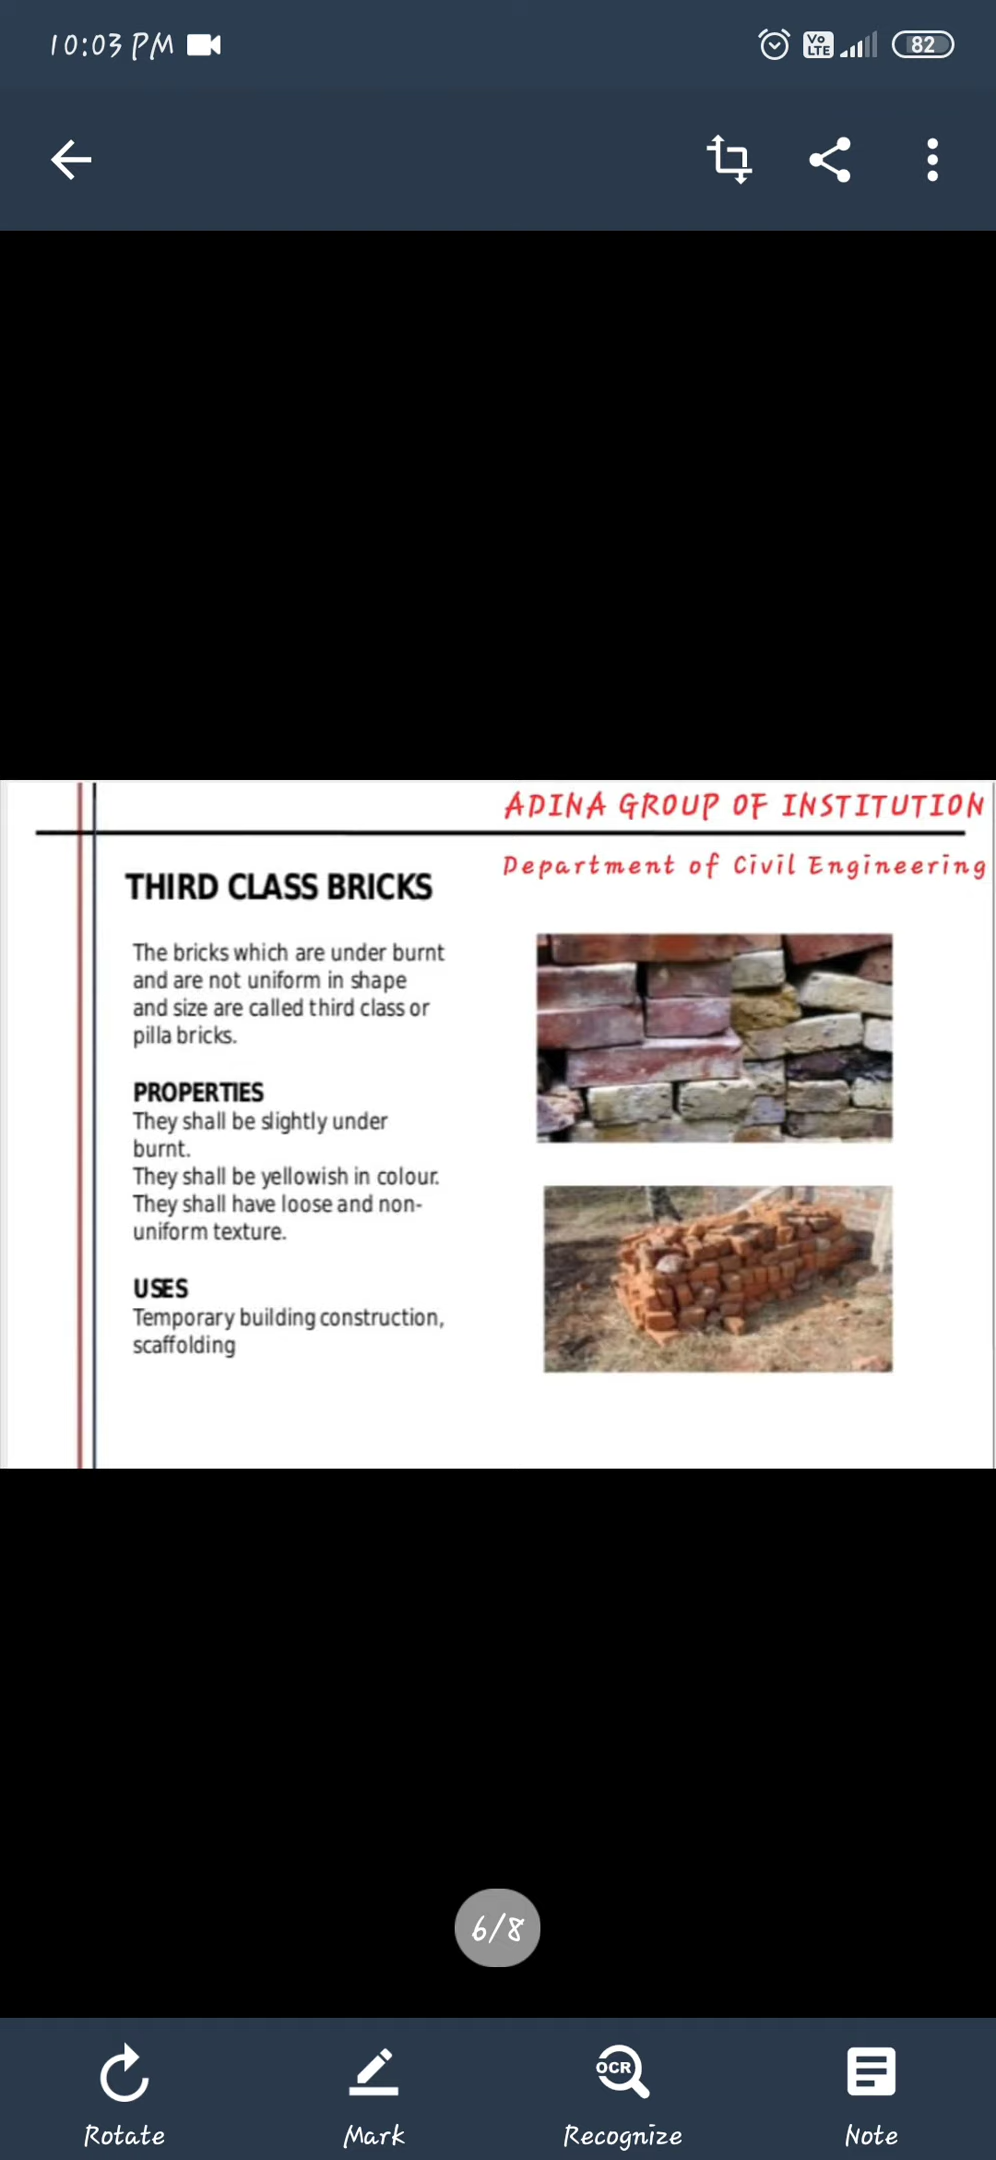 10:03 PM
Vo LTE
82
ADINA GROUP OF INSTITUTION
Department of Civil Engineering
THIRD CLASS BRICKS
The bricks which are under burnt
and are not uniform in shape
and size are called third class or
pilla bricks.
PROPERTIES
They shall be slightly under
burnt.
They shall be yellowish in colour.
They shall have loose and non-
uniform texture.
USES
Temporary building construction,
scaffolding
6/8
OCR
Rotate
Mark
Recognize
Note